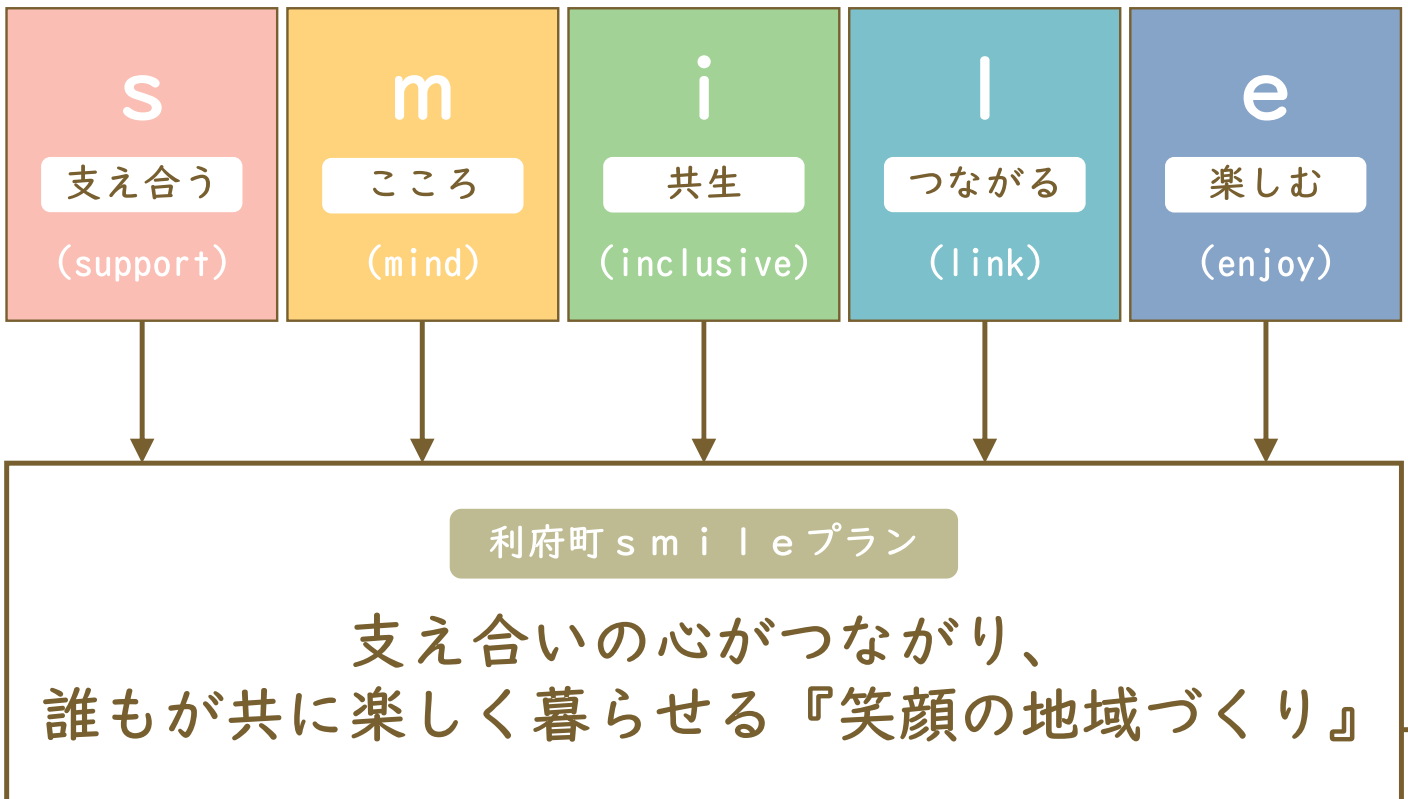 s
支え合う
(support)
m
こころ
(mind)
i
共生
(inclusive)
l
つながる
(link)
e
楽しむ
(enjoy)
利府町ｓｍｉｌｅプラン
支え合いの心がつながり、
誰もが共に楽しく暮らせる『笑顔の地域づくり』